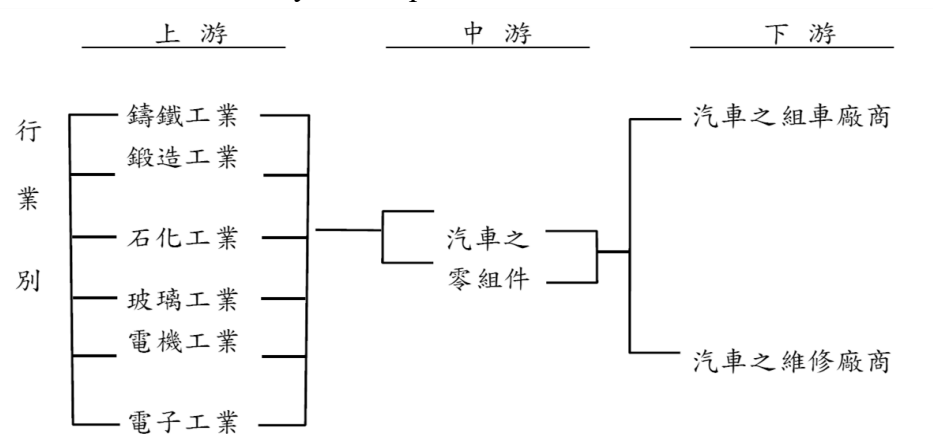 上 游
中 游
下 游
行
業
別
鑄鐵工業
鍛造工業
石化工業
玻璃工業
電機工業
電子工業
汽車之
零組件
汽車之組車廠商
汽車之維修廠商